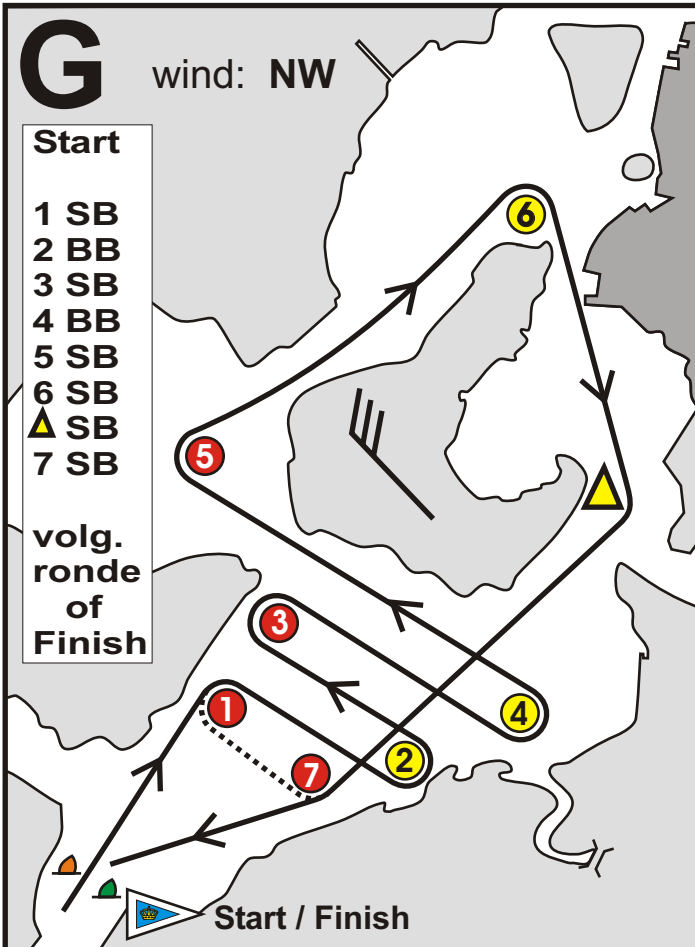 G
wind: NW
Start
1 SB
2 BB
3 SB
4 BB
5 SB
6 SB
SB
7 SB
volg.
ronde
of
Finish
6
5
3
4
1
2
7
Start / Finish